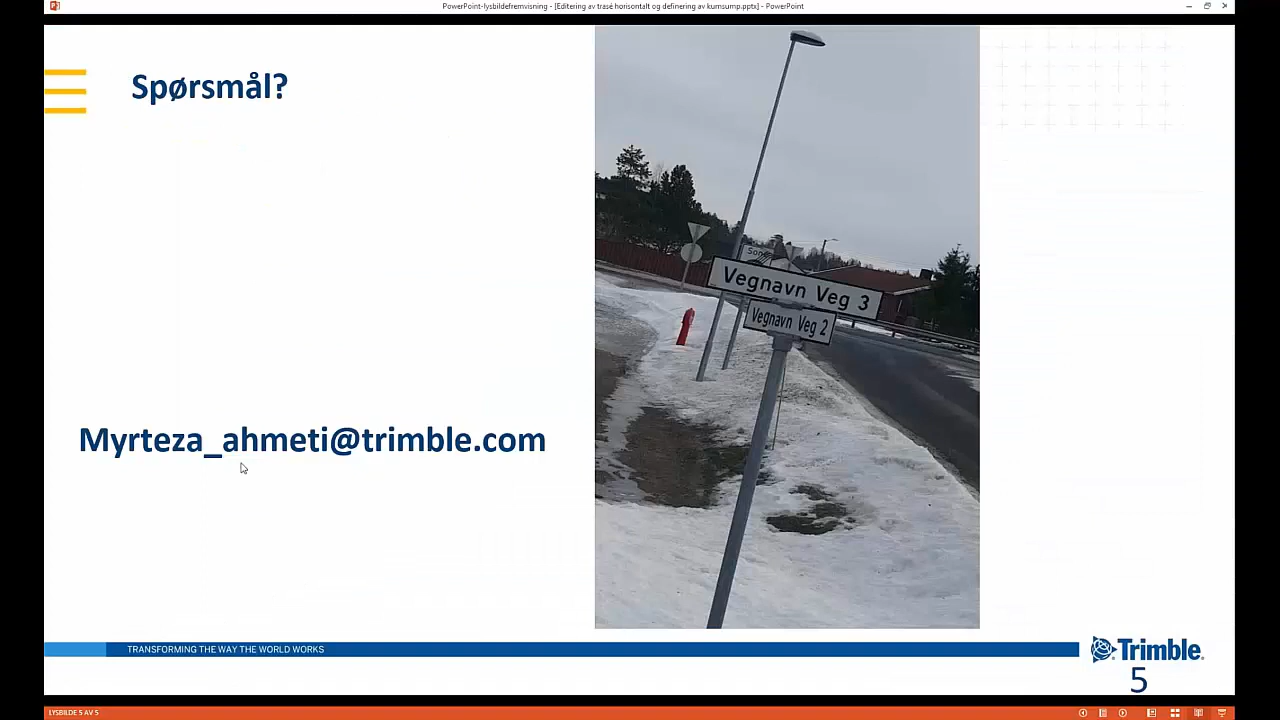 PowerPoint-lysbildefremvisning - [Editering av trasé horisontalt og definering av kumsump.pptx] - PowerPoint
Spørsmål?
Vegnavn Veg 3
Vegnavn Veg 2
Myrteza_ahmeti@trimble.com
TRANSFORMING THE WAY THE WORLD WORKS
Trimble
5
LYSBILDE 5 AV 5